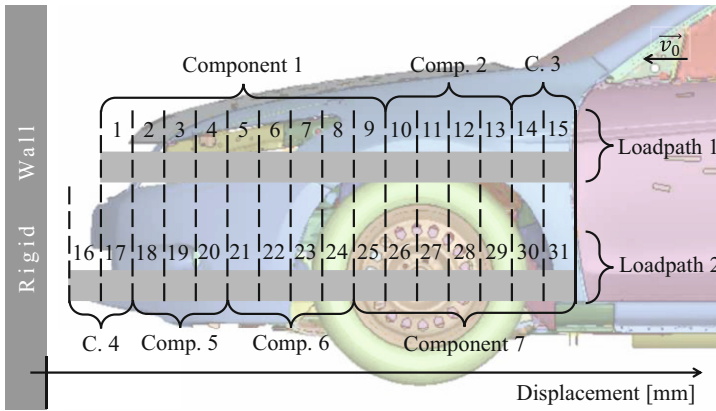 v₀
Component 1 Comp. 2 C. 3
1 2 3 4 5 6 7 8 9 10 11 12 13 14 15
Loadpath 1
Rigid Wall
16 17 18 19 20 21 22 23 24 25 26 27 28 29 30 31
Loadpath 2
C. 4 Comp. 5 Comp. 6 Component 7
Displacement [mm]